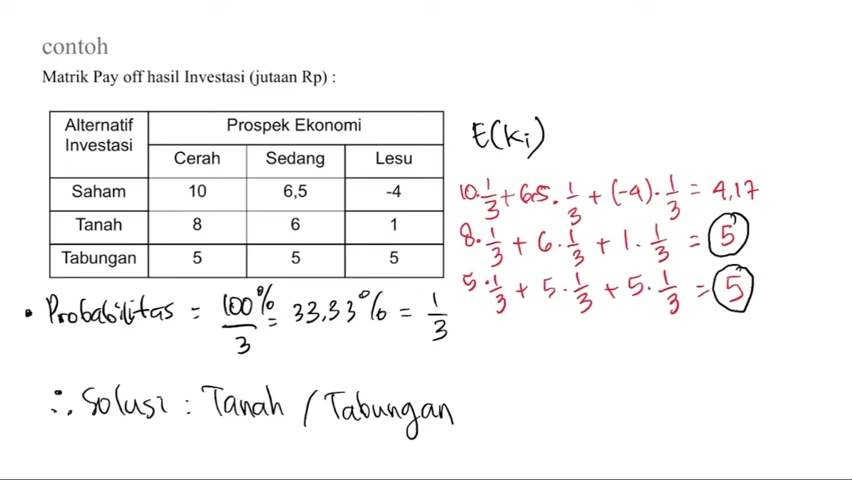 contoh
Matrik Pay off hasil Investasi (jutaan Rp) :
Alternatif Investasi Prospek Ekonomi
Cerah Sedang Lesu
Saham 10 6,5 -4
Tanah 8 6 1
Tabungan 5 5 5
E(Ki)
10.1/3 + 6.5 . 1/3 + (-4) . 1/3 = 4,17
8.1/3 + 6.1/3 + 1.1/3 = 5
5.1/3 + 5.1/3 + 5.1/3 = 5
• Probabilitas = 100%/3 = 33,33% = 1/3
∴ Solusi : Tanah / Tabungan